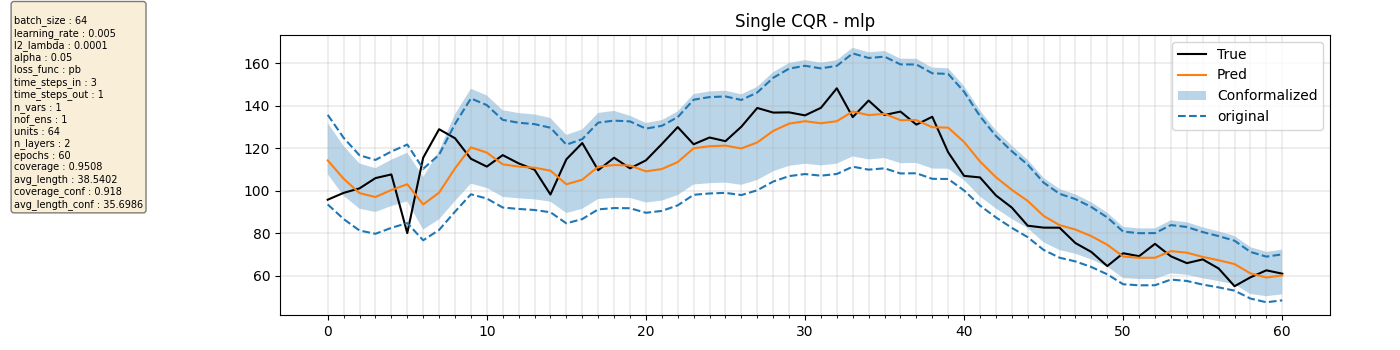 batch_size : 64
learning_rate : 0.005
l2_lambda : 0.0001
alpha : 0.05
loss_func : pb
time_steps_in : 3
time_steps_out : 1
n_vars : 1
nof_ens : 1
units : 64
n_layers : 2
epochs : 60
coverage : 0.9508
avg_length : 38.5402
coverage_conf : 0.918
avg_length_conf : 35.6986
Single CQR - mlp
True
Pred
Conformalized
original
160
140
120
100
80
60
0 10 20 30 40 50 60